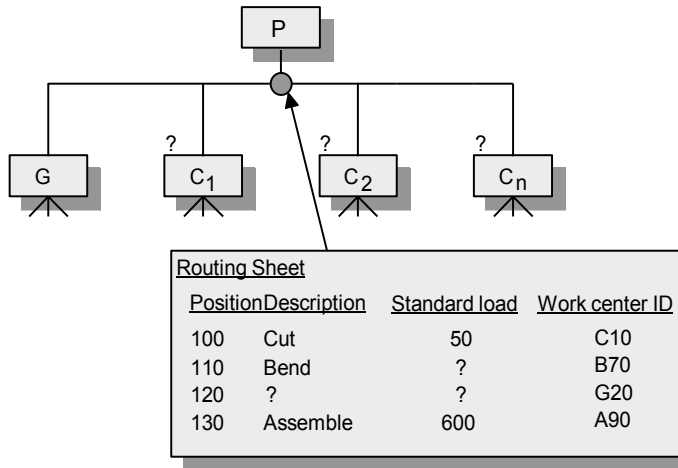 P
? ? ?
G C1 C2 Cn
Routing Sheet
Position Description Standard load Work center ID
100 Cut 50 C10
110 Bend ? B70
120 ? ? G20
130 Assemble 600 A90